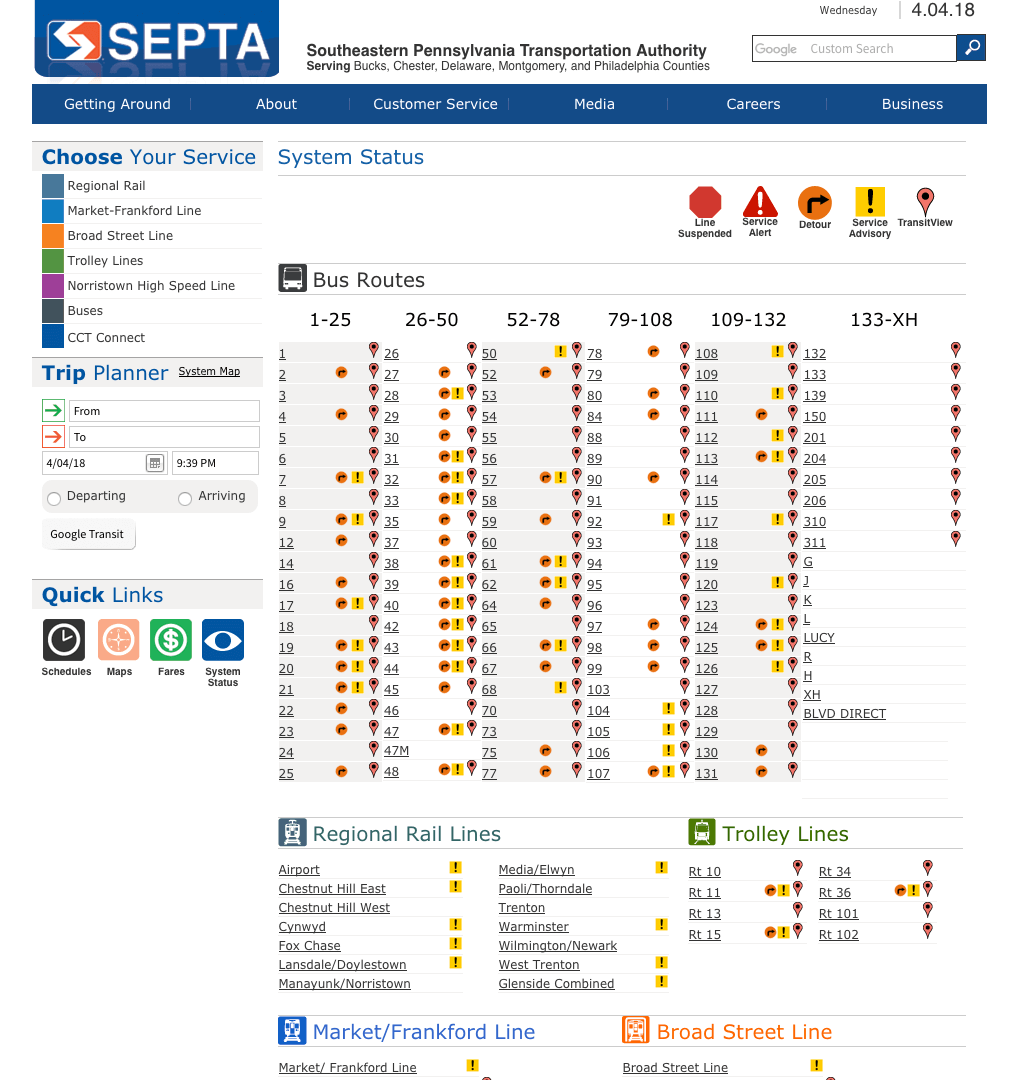 Wednesday
4.04.18
SEPTA
Southeastern Pennsylvania Transportation Authority
Serving Bucks, Chester, Delaware, Montgomery, and Philadelphia Counties
Google Custom Search
Getting Around About Customer Service Media Careers Business
Choose Your Service
Regional Rail
Market-Frankford Line
Broad Street Line
Trolley Lines
Norristown High Speed Line
Buses
CCT Connect
Trip Planner System Map
From
To
4/04/18 9:39 PM
Departing Arriving
Google Transit
Quick Links
Schedules Maps Fares System
Status
System Status
Line
Suspended
Service
Alert
Detour
Service
Advisory
TransitView
Bus Routes
1-25 26-50 52-78 79-108 109-132 133-XH
1 26 50 78 108 132
2 27 52 79 109 133
3 28 53 80 110 139
4 29 54 84 111 150
5 30 55 88 112 201
6 31 56 89 113 204
7 32 57 90 114 205
8 33 58 91 115 206
9 35 59 92 117 310
12 37 60 93 118 311
14 38 61 94 119 G
16 39 62 95 120 J
17 40 64 96 123 K
18 42 65 97 124 L
19 43 66 98 125 LUCY
20 44 67 99 126 R
21 45 68 103 127 H
22 46 70 104 128 XH
23 47 73 105 129 BLVD DIRECT
24 47M 75 106 130
25 48 77 107 131
Regional Rail Lines
Airport Media/Elwyn
Chestnut Hill East Paoli/Thorndale
Chestnut Hill West Trenton
Cynwyd Warminster
Fox Chase Wilmington/Newark
Lansdale/Doylestown West Trenton
Manayunk/Norristown Glenside Combined
Trolley Lines
Rt 10 Rt 34
Rt 11 Rt 36
Rt 13 Rt 101
Rt 15 Rt 102
Market/Frankford Line
Market/ Frankford Line
Broad Street Line
Broad Street Line